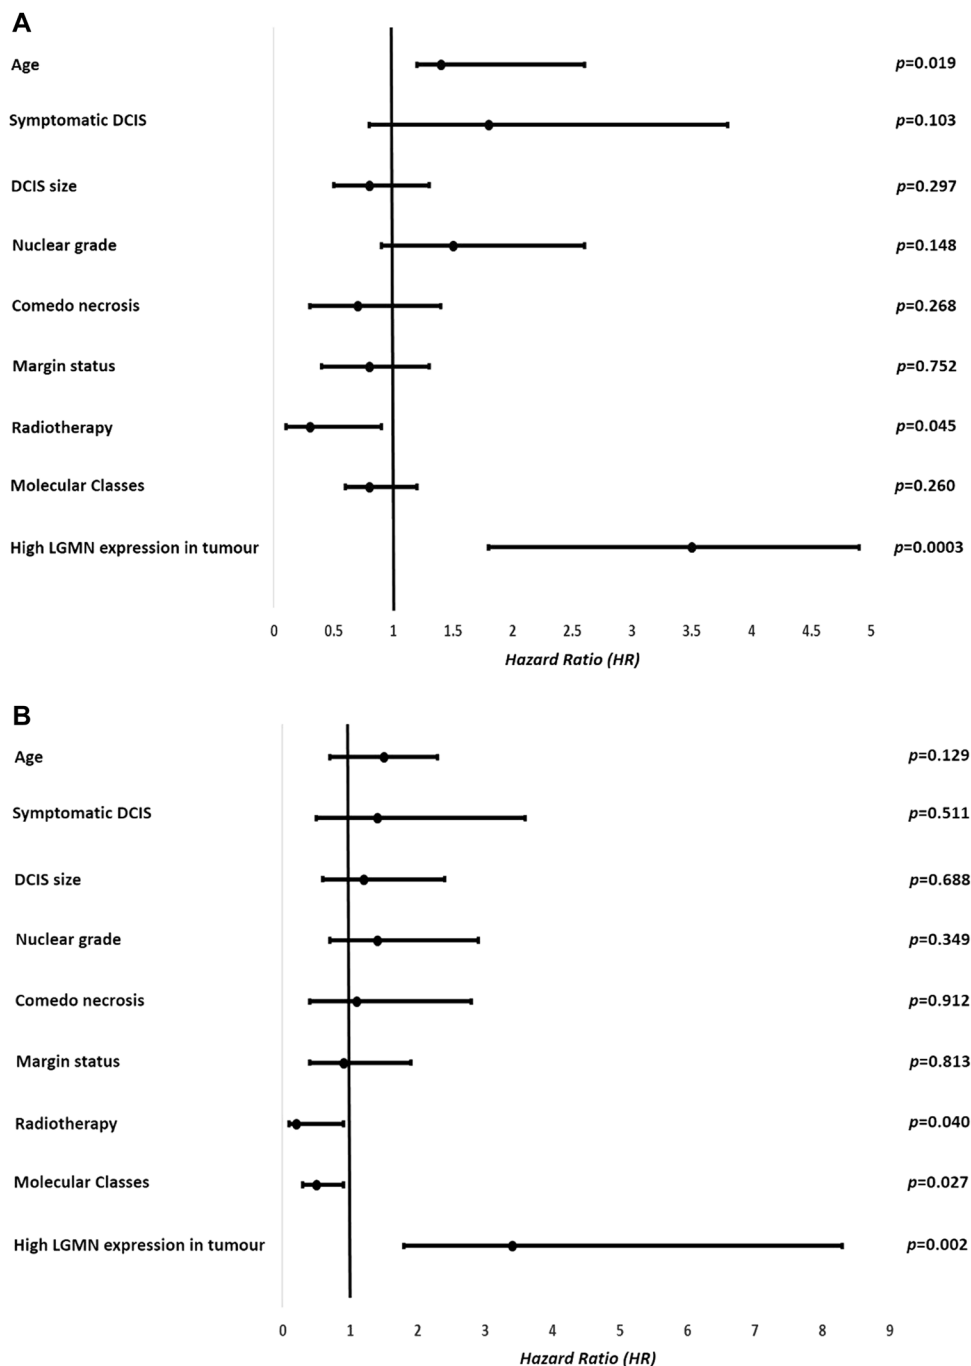 A
Age p=0.019
Symptomatic DCIS p=0.103
DCIS size p=0.297
Nuclear grade p=0.148
Comedo necrosis p=0.268
Margin status p=0.752
Radiotherapy p=0.045
Molecular Classes p=0.260
High LGMN expression in tumour p=0.0003
0 0.5 1 1.5 2 2.5 3 3.5 4 4.5 5
Hazard Ratio (HR)
B
Age p=0.129
Symptomatic DCIS p=0.511
DCIS size p=0.688
Nuclear grade p=0.349
Comedo necrosis p=0.912
Margin status p=0.813
Radiotherapy p=0.040
Molecular Classes p=0.027
High LGMN expression in tumour p=0.002
0 1 2 3 4 5 6 7 8 9
Hazard Ratio (HR)